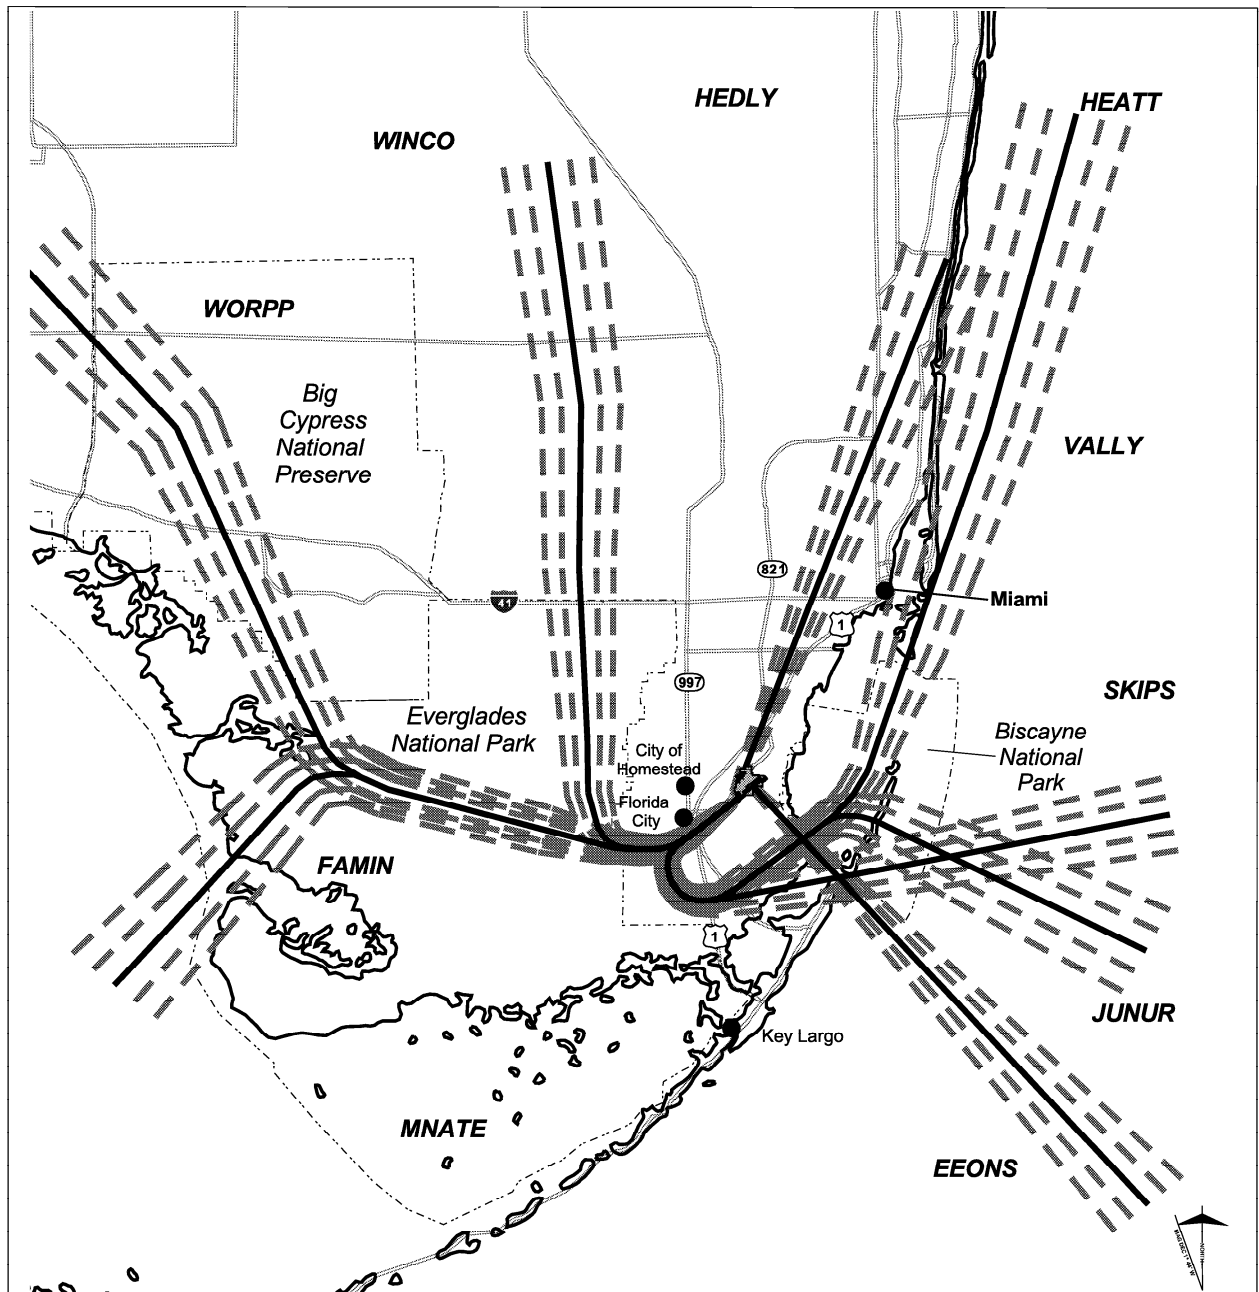 HEDLY
HEATT
WINCO
WORPP
Big
Cypress
National
Preserve
VALLY
821
41
Miami
1
997
SKIPS
Everglades
National Park
Biscayne
National
Park
City of
Homestead
Florida
City
FAMIN
1
JUNUR
Key Largo
MNATE
EEONS
NORTH